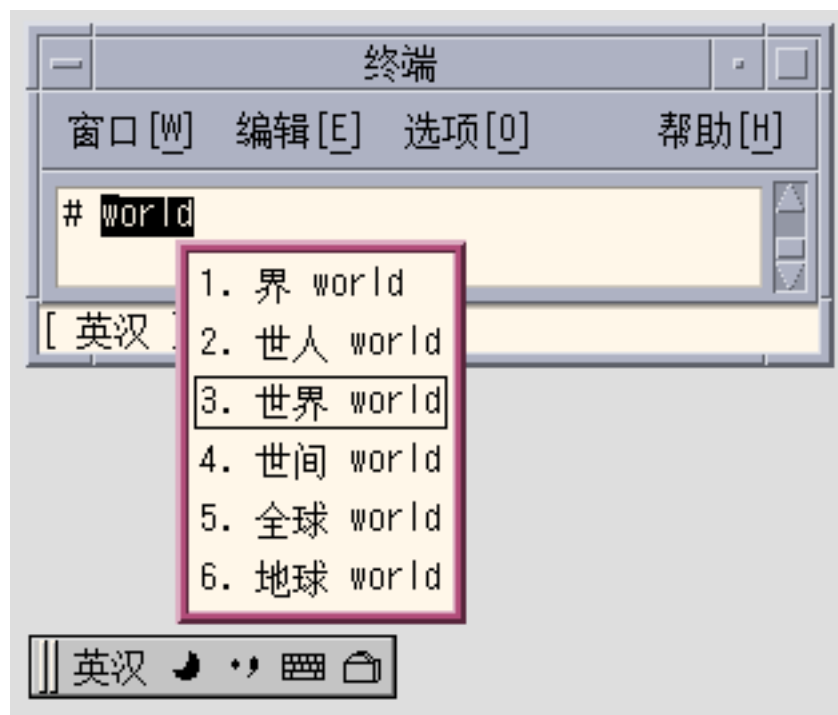 终端
窗口[W] 编辑[E] 选项[O] 帮助[H]
# world
1. 界 world
[ 英汉 ]
2. 世人 world
3. 世界 world
4. 世间 world
5. 全球 world
6. 地球 world
英汉